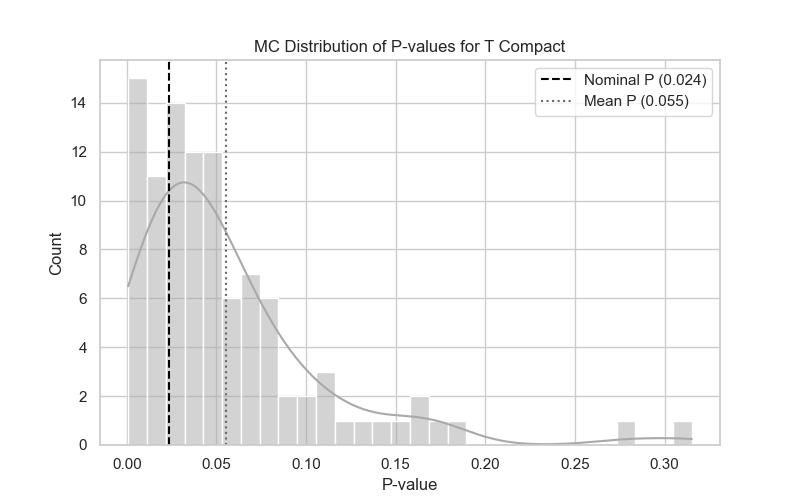 MC Distribution of P-values for T Compact
Nominal P (0.024)
Mean P (0.055)
Count
14
12
10
8
6
4
2
0
0.00 0.05 0.10 0.15 0.20 0.25 0.30
P-value